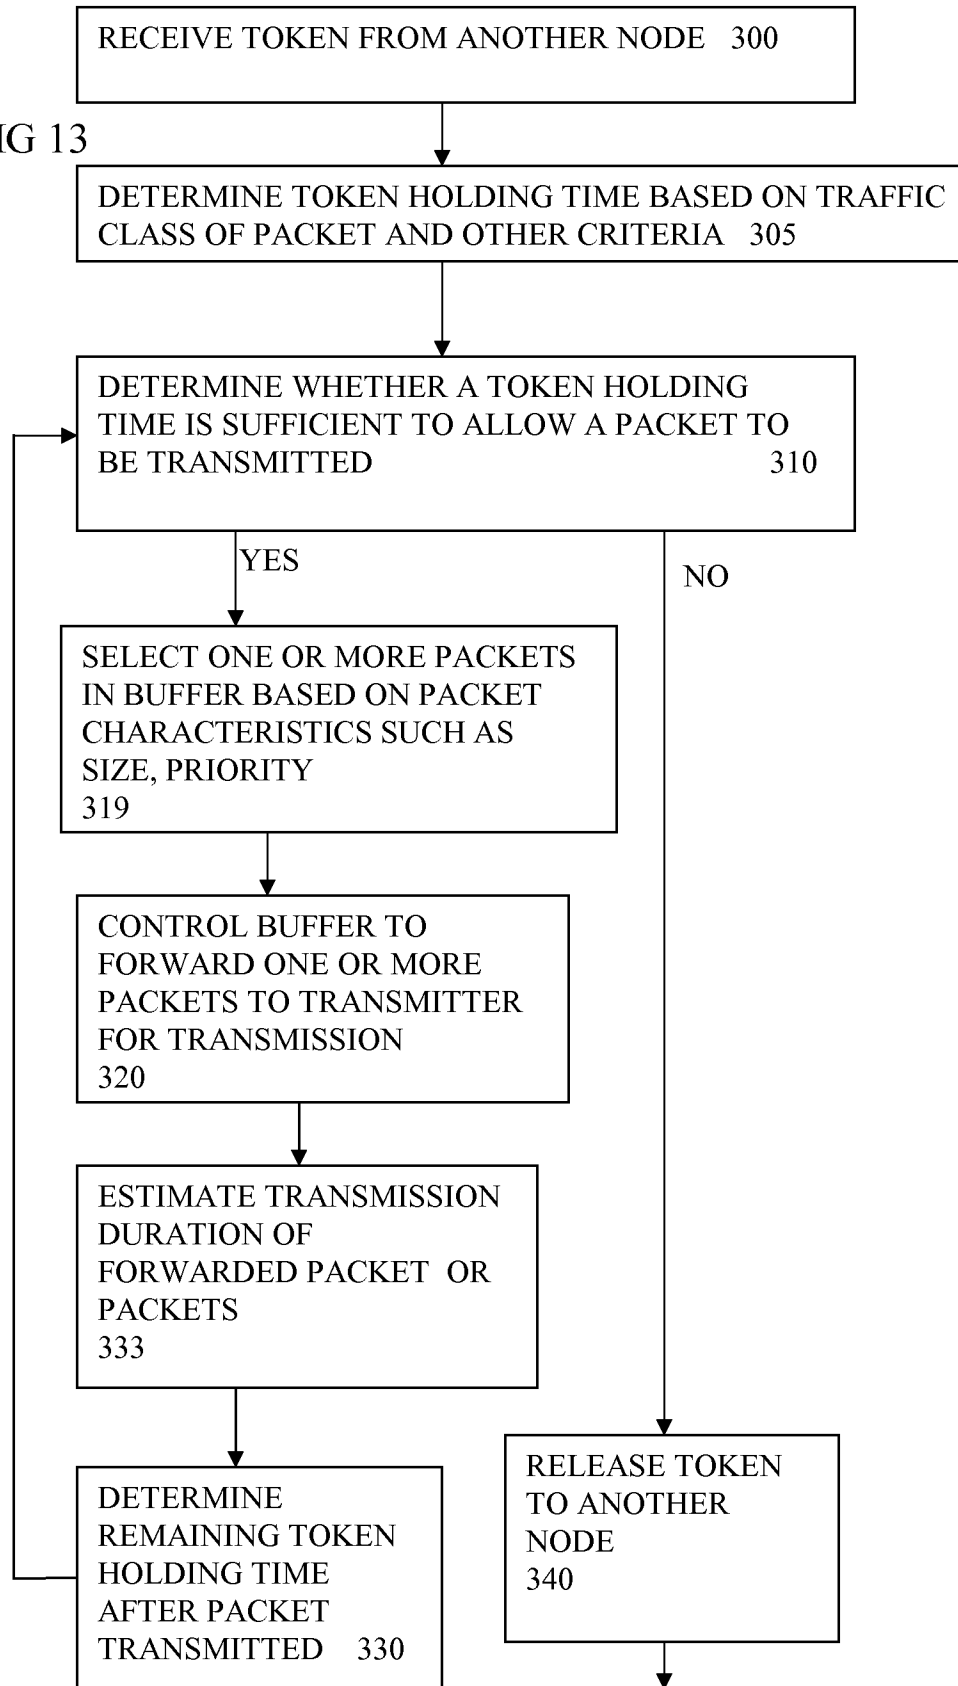 RECEIVE TOKEN FROM ANOTHER NODE 300
IG 13
DETERMINE TOKEN HOLDING TIME BASED ON TRAFFIC
CLASS OF PACKET AND OTHER CRITERIA 305
DETERMINE WHETHER A TOKEN HOLDING
TIME IS SUFFICIENT TO ALLOW A PACKET TO
BE TRANSMITTED 310
YES
NO
SELECT ONE OR MORE PACKETS
IN BUFFER BASED ON PACKET
CHARACTERISTICS SUCH AS
SIZE, PRIORITY
319
CONTROL BUFFER TO
FORWARD ONE OR MORE
PACKETS TO TRANSMITTER
FOR TRANSMISSION
320
ESTIMATE TRANSMISSION
DURATION OF
FORWARDED PACKET OR
PACKETS
333
DETERMINE
REMAINING TOKEN
HOLDING TIME
AFTER PACKET
TRANSMITTED 330
RELEASE TOKEN
TO ANOTHER
NODE
340